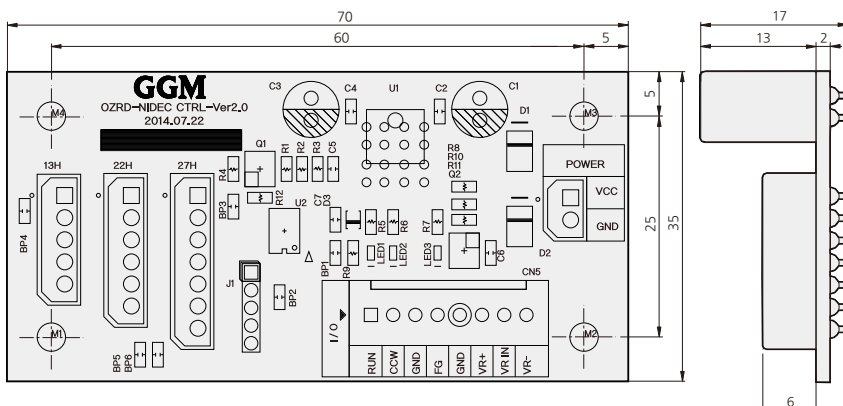 70
17
60
5
13
2
GGM
OZRD-NIDEC CTRL-Ver2.0
2014.07.22
C3
C4
U1
C2
C1
D1
M4
M3
5
Q1
R4
R1
R2
R3
C5
R8
R10
R11
Q2
POWER
VCC
GND
13H
22H
27H
R12
BP3
BP4
U2
C7
D3
R5
R6
R7
25
35
J1
BP2
BP1
R9
LED1
LED2
LED3
C6
D2
CN5
M1
M2
I/O
BP5
BP6
RUN
CCW
GND
FG
GND
VR+
VR IN
VR-
6